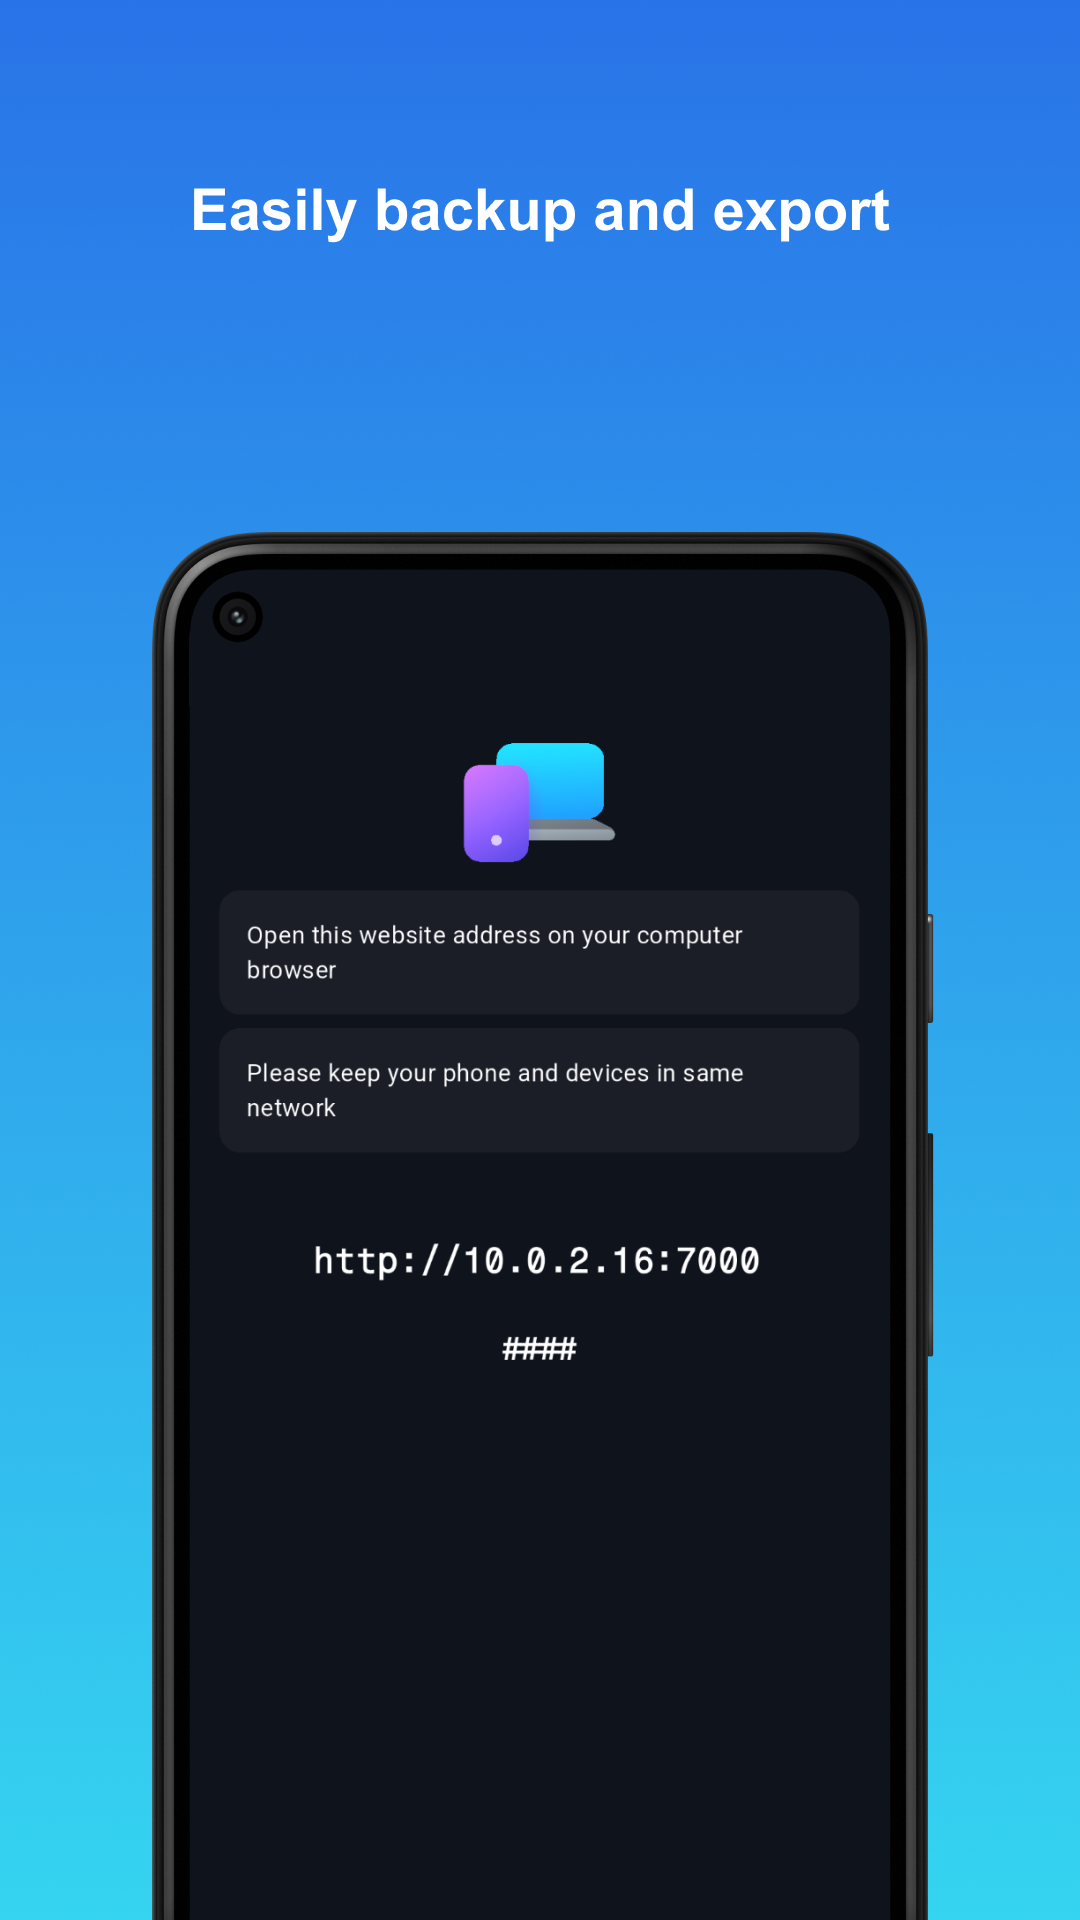 Easily backup and export
Open this website address on your computer
browser
Please keep your phone and devices in same
network
http://10.0.2.16:7000
####